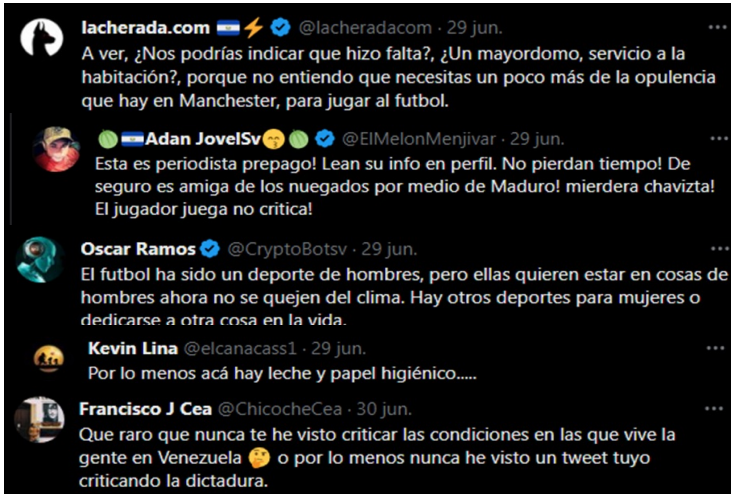 lacherada.com 🇸🇻⚡ @lacheradacom · 29 jun.
A ver, ¿Nos podrías indicar que hizo falta?, ¿Un mayordomo, servicio a la
habitación?, porque no entiendo que necesitas un poco más de la opulencia
que hay en Manchester, para jugar al futbol.
🍈🇸🇻Adan JovelSv😙🍈 @ElMelonMenjivar · 29 jun.
Esta es periodista prepago! Lean su info en perfil. No pierdan tiempo! De
seguro es amiga de los nuegados por medio de Maduro! mierdera chavizta!
El jugador juega no critica!
Oscar Ramos @CryptoBotsv · 29 jun.
El futbol ha sido un deporte de hombres, pero ellas quieren estar en cosas de
hombres ahora no se quejen del clima. Hay otros deportes para mujeres o
dedicarse a otra cosa en la vida.
Kevin Lina @elcanacass1 · 29 jun.
Por lo menos acá hay leche y papel higiénico.....
Francisco J Cea @ChicocheCea · 30 jun.
Que raro que nunca te he visto criticar las condiciones en las que vive la
gente en Venezuela 🤔 o por lo menos nunca he visto un tweet tuyo
criticando la dictadura.